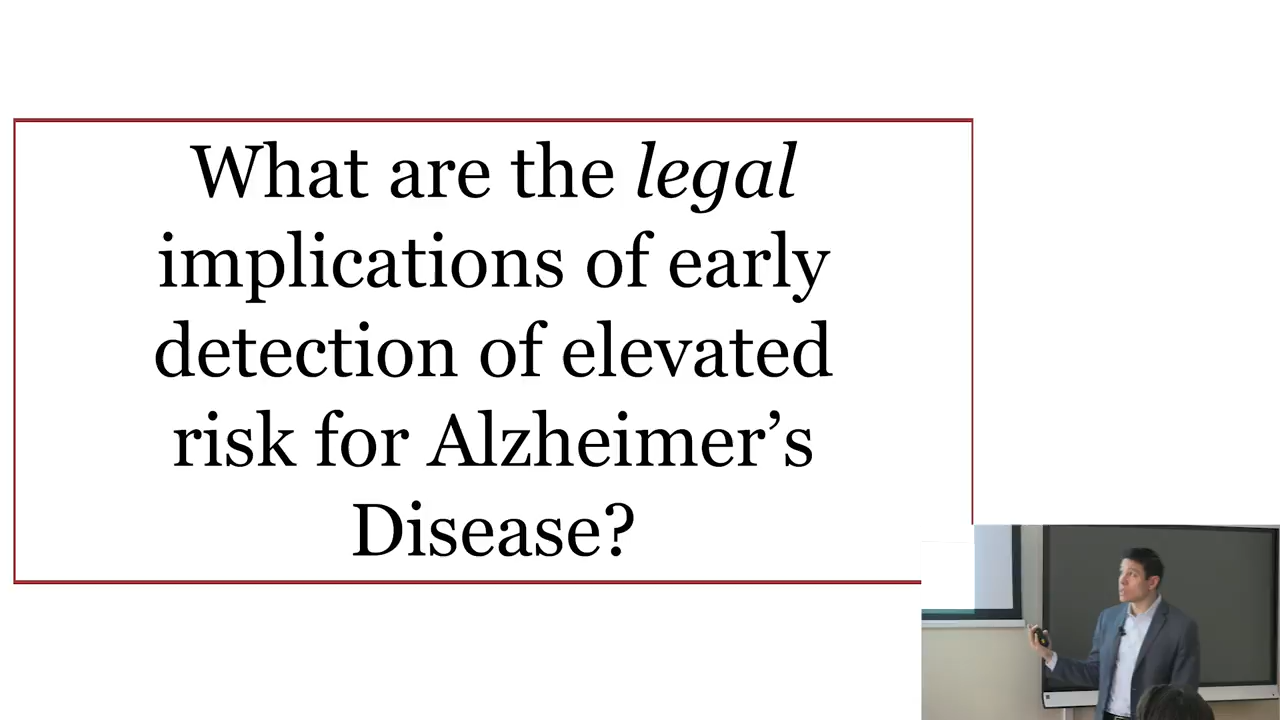 What are the legal
implications of early
detection of elevated
risk for Alzheimer’s
Disease?